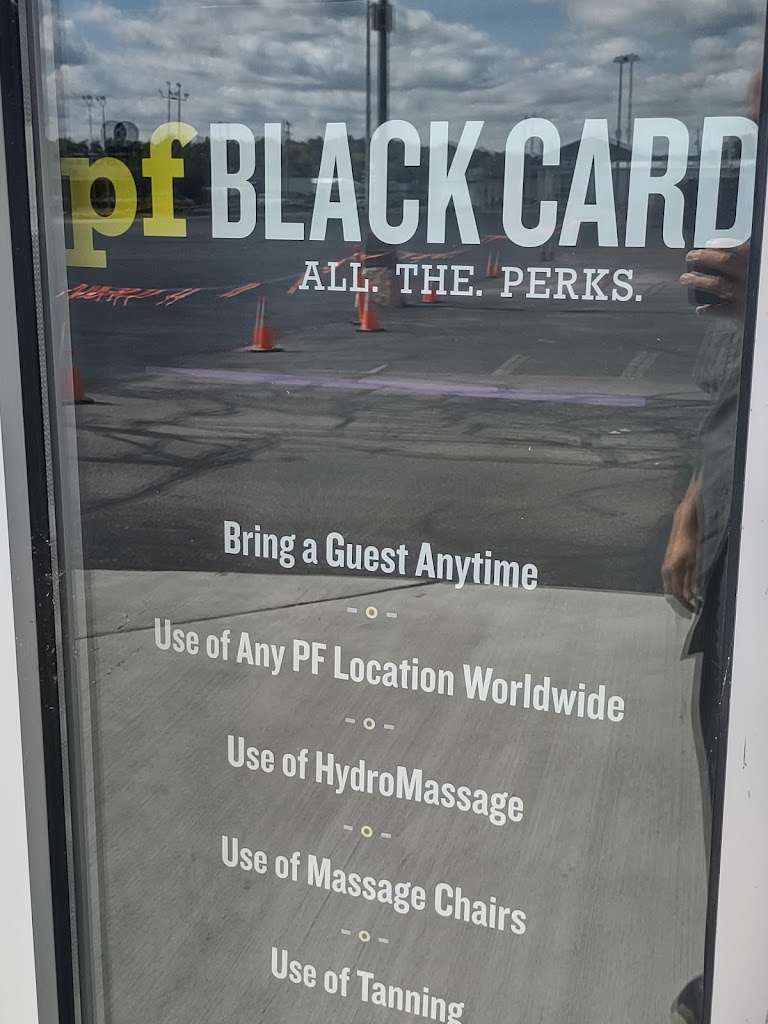 pf BLACK CARD
ALL. THE. PERKS.
Bring a Guest Anytime
Use of Any PF Location Worldwide
Use of HydroMassage
Use of Massage Chairs
Use of Tanning